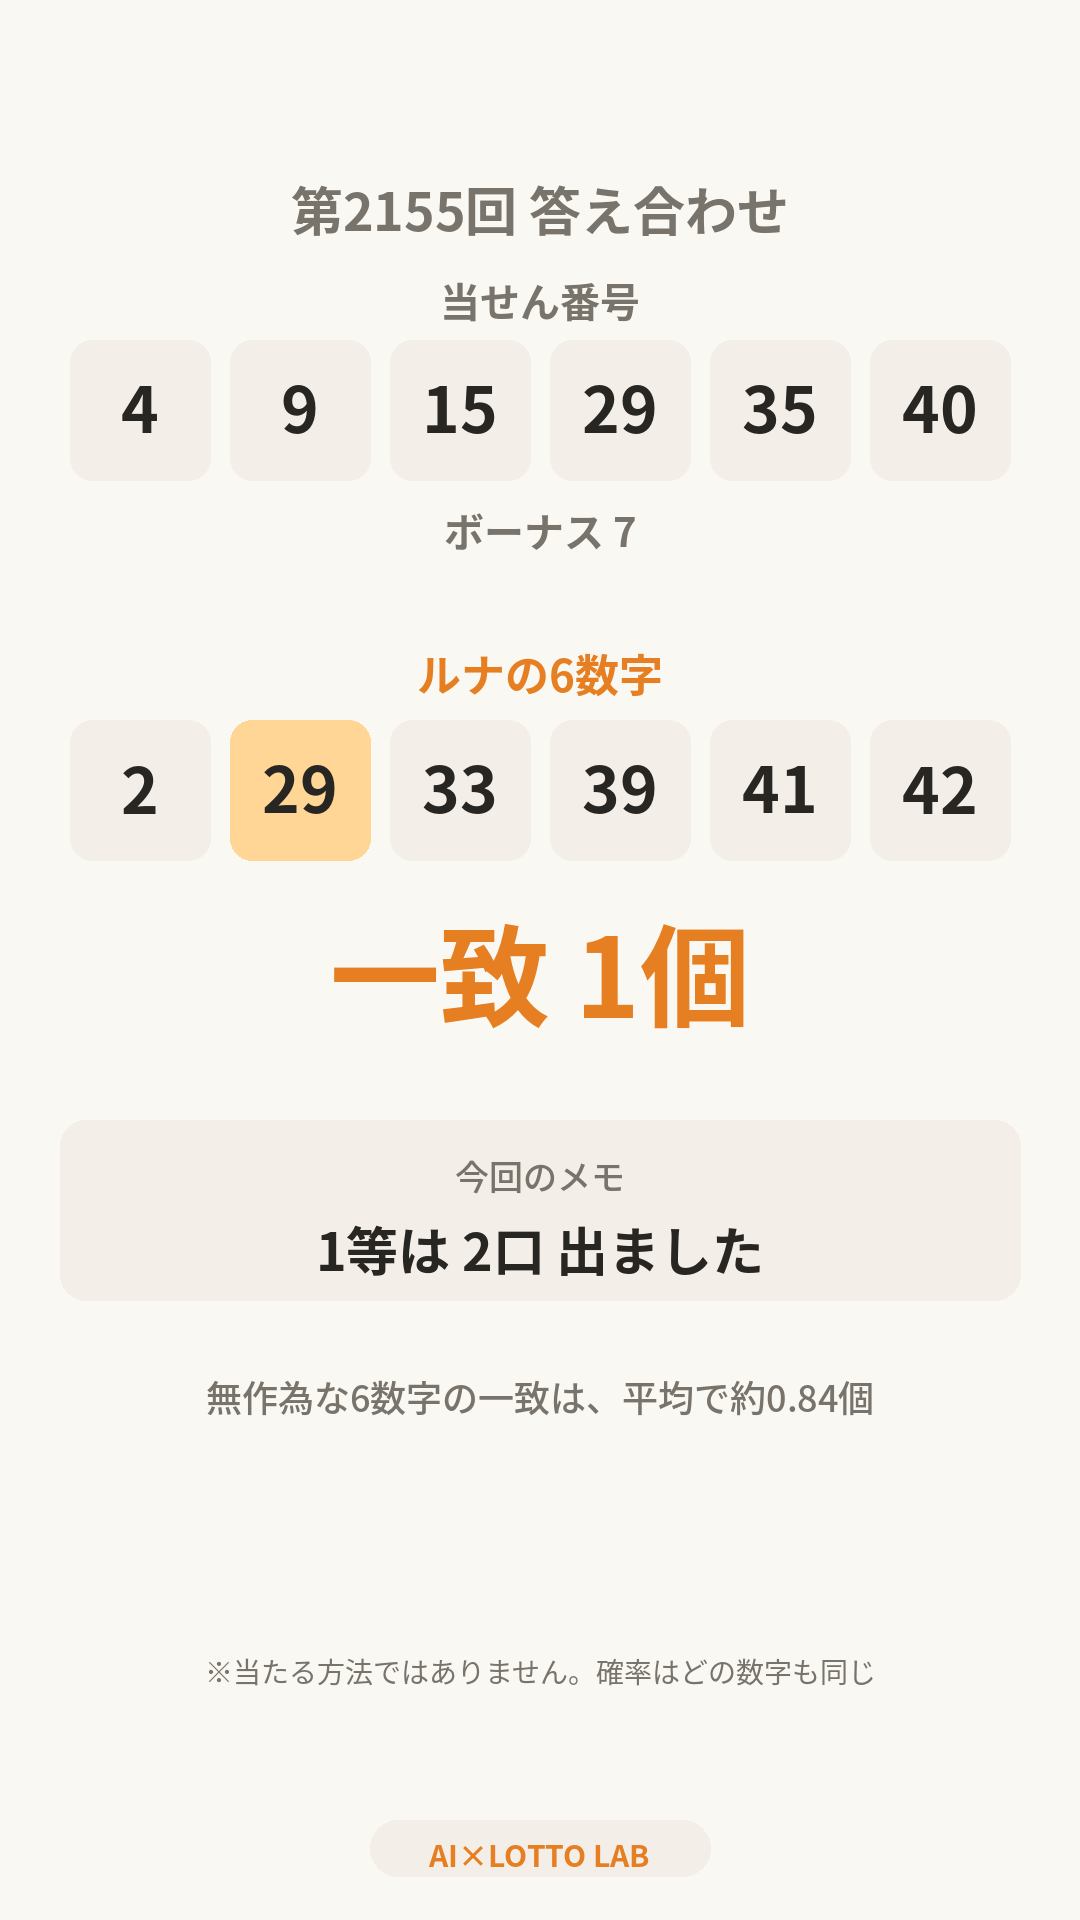 第2155回 答え合わせ
当せん番号
4 9 15 29 35 40
ボーナス 7
ルナの6数字
2 29 33 39 41 42
一致 1個
今回のメモ
1等は 2口 出ました
無作為な6数字の一致は、平均で約0.84個
※当たる方法ではありません。確率はどの数字も同じ
AI×LOTTO LAB